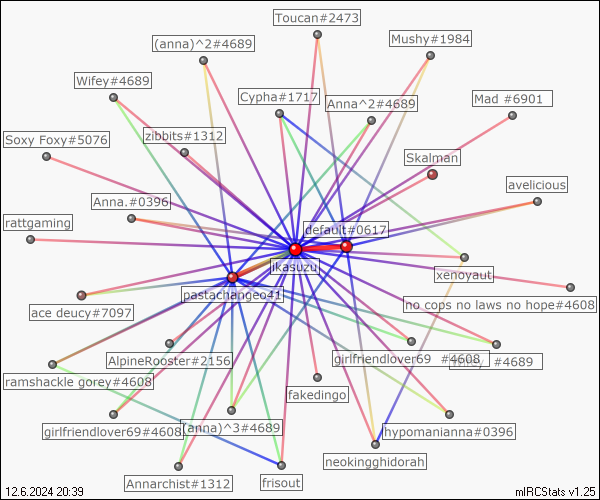 Toucan#2473
(anna)^2#4689
Mushy#1984
Wifey#4689
Cypha#1717
Anna^2#4689
Mad #6901
Soxy Foxy#5076
zibbits#1312
Skalman
avelicious
Anna.#0396
rattgaming
default#0617
ikasuzu
xenoyaut
pastachangeo41
no cops no laws no hope#4608
ace deucy#7097
AlpineRooster#2156
girlfriendlover69 #4608
#4689
ramshackle gorey#4608
fakedingo
girlfriendlover69#4608
(anna)^3#4689
hypomanianna#0396
neokingghidorah
Annarchist#1312
frisout
12.6.2024 20:39
mIRCStats v1.25